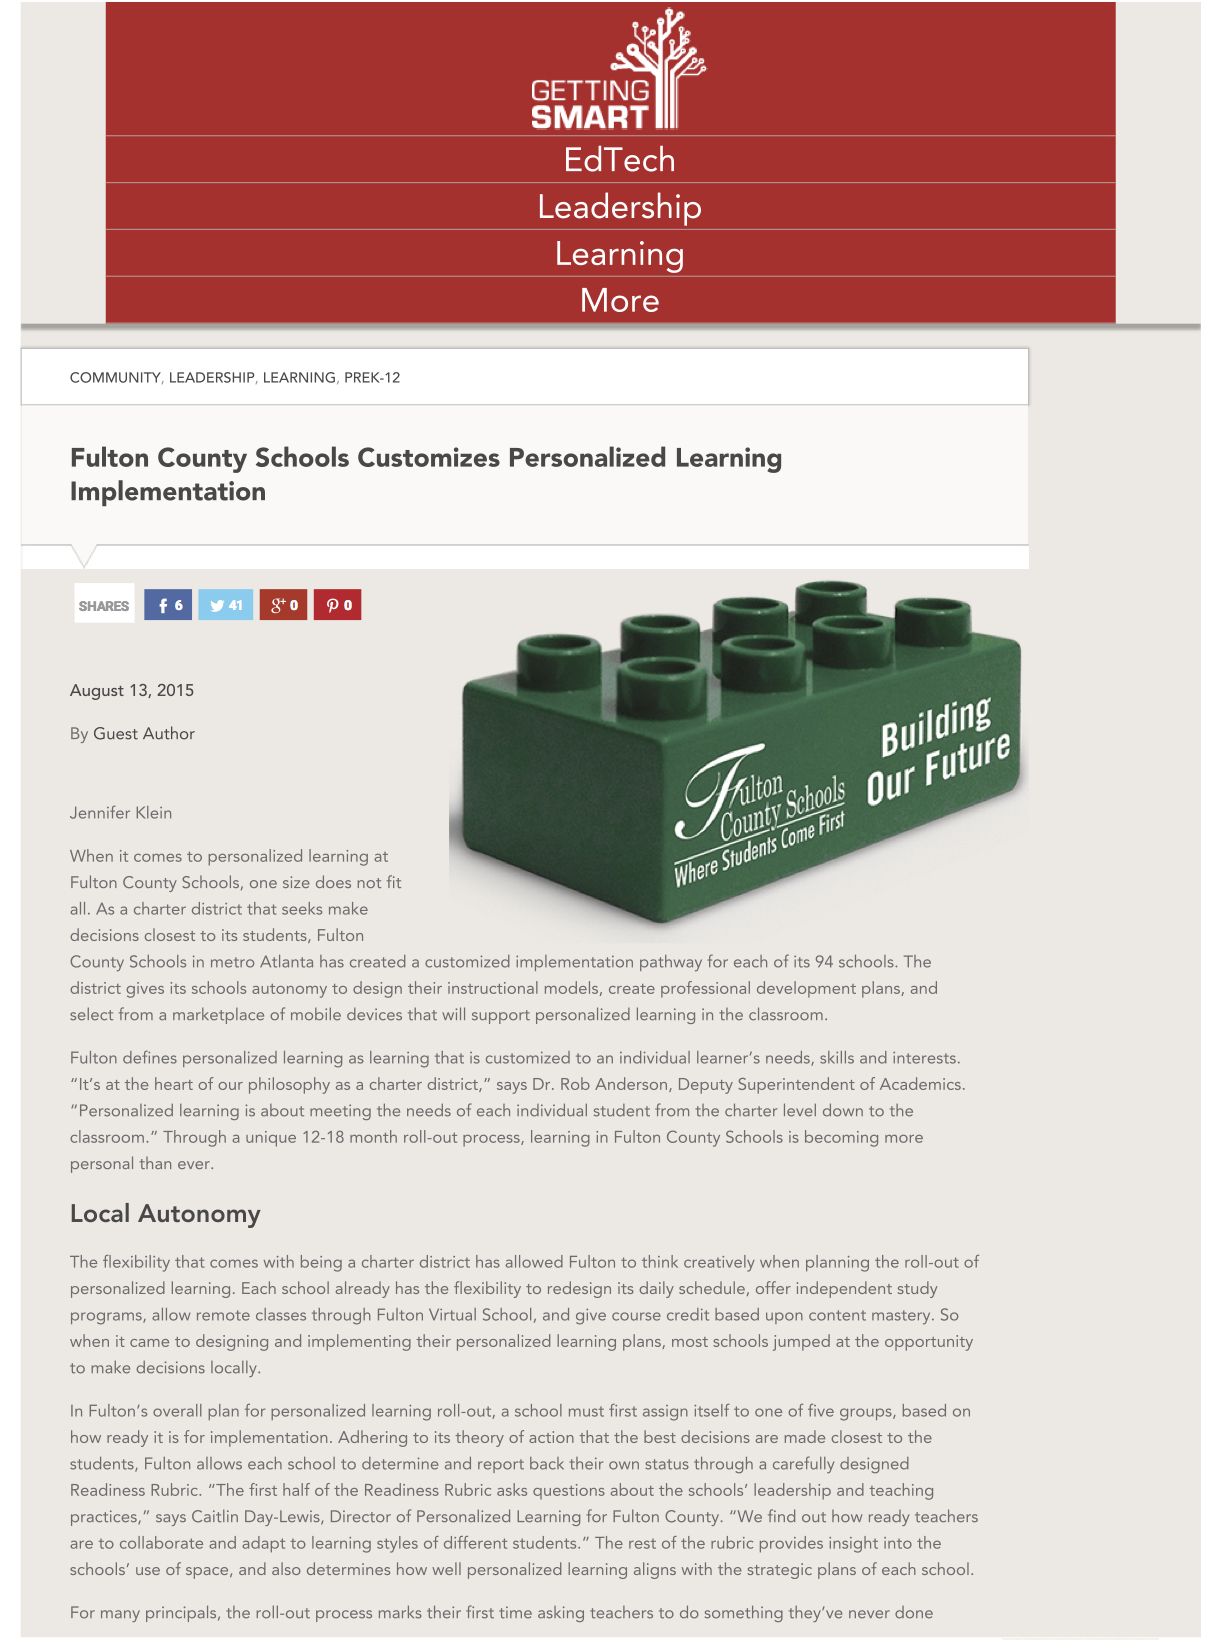 GETTING
SMART
EdTech
Leadership
Learning
More
COMMUNITY, LEADERSHIP, LEARNING, PREK-12
Fulton County Schools Customizes Personalized Learning
Implementation
SHARES
6
41
g+ 0
0
Building
Our Future
Fulton
County Schools
Where Students Come First
August 13, 2015
By Guest Author
Jennifer Klein
When it comes to personalized learning at
Fulton County Schools, one size does not fit
all. As a charter district that seeks make
decisions closest to its students, Fulton
County Schools in metro Atlanta has created a customized implementation pathway for each of its 94 schools. The
district gives its schools autonomy to design their instructional models, create professional development plans, and
select from a marketplace of mobile devices that will support personalized learning in the classroom.
Fulton defines personalized learning as learning that is customized to an individual learner’s needs, skills and interests.
“It’s at the heart of our philosophy as a charter district,” says Dr. Rob Anderson, Deputy Superintendent of Academics.
“Personalized learning is about meeting the needs of each individual student from the charter level down to the
classroom.” Through a unique 12-18 month roll-out process, learning in Fulton County Schools is becoming more
personal than ever.
Local Autonomy
The flexibility that comes with being a charter district has allowed Fulton to think creatively when planning the roll-out of
personalized learning. Each school already has the flexibility to redesign its daily schedule, offer independent study
programs, allow remote classes through Fulton Virtual School, and give course credit based upon content mastery. So
when it came to designing and implementing their personalized learning plans, most schools jumped at the opportunity
to make decisions locally.
In Fulton’s overall plan for personalized learning roll-out, a school must first assign itself to one of five groups, based on
how ready it is for implementation. Adhering to its theory of action that the best decisions are made closest to the
students, Fulton allows each school to determine and report back their own status through a carefully designed
Readiness Rubric. “The first half of the Readiness Rubric asks questions about the schools’ leadership and teaching
practices,” says Caitlin Day-Lewis, Director of Personalized Learning for Fulton County. “We find out how ready teachers
are to collaborate and adapt to learning styles of different students.” The rest of the rubric provides insight into the
schools’ use of space, and also determines how well personalized learning aligns with the strategic plans of each school.
For many principals, the roll-out process marks their first time asking teachers to do something they’ve never done